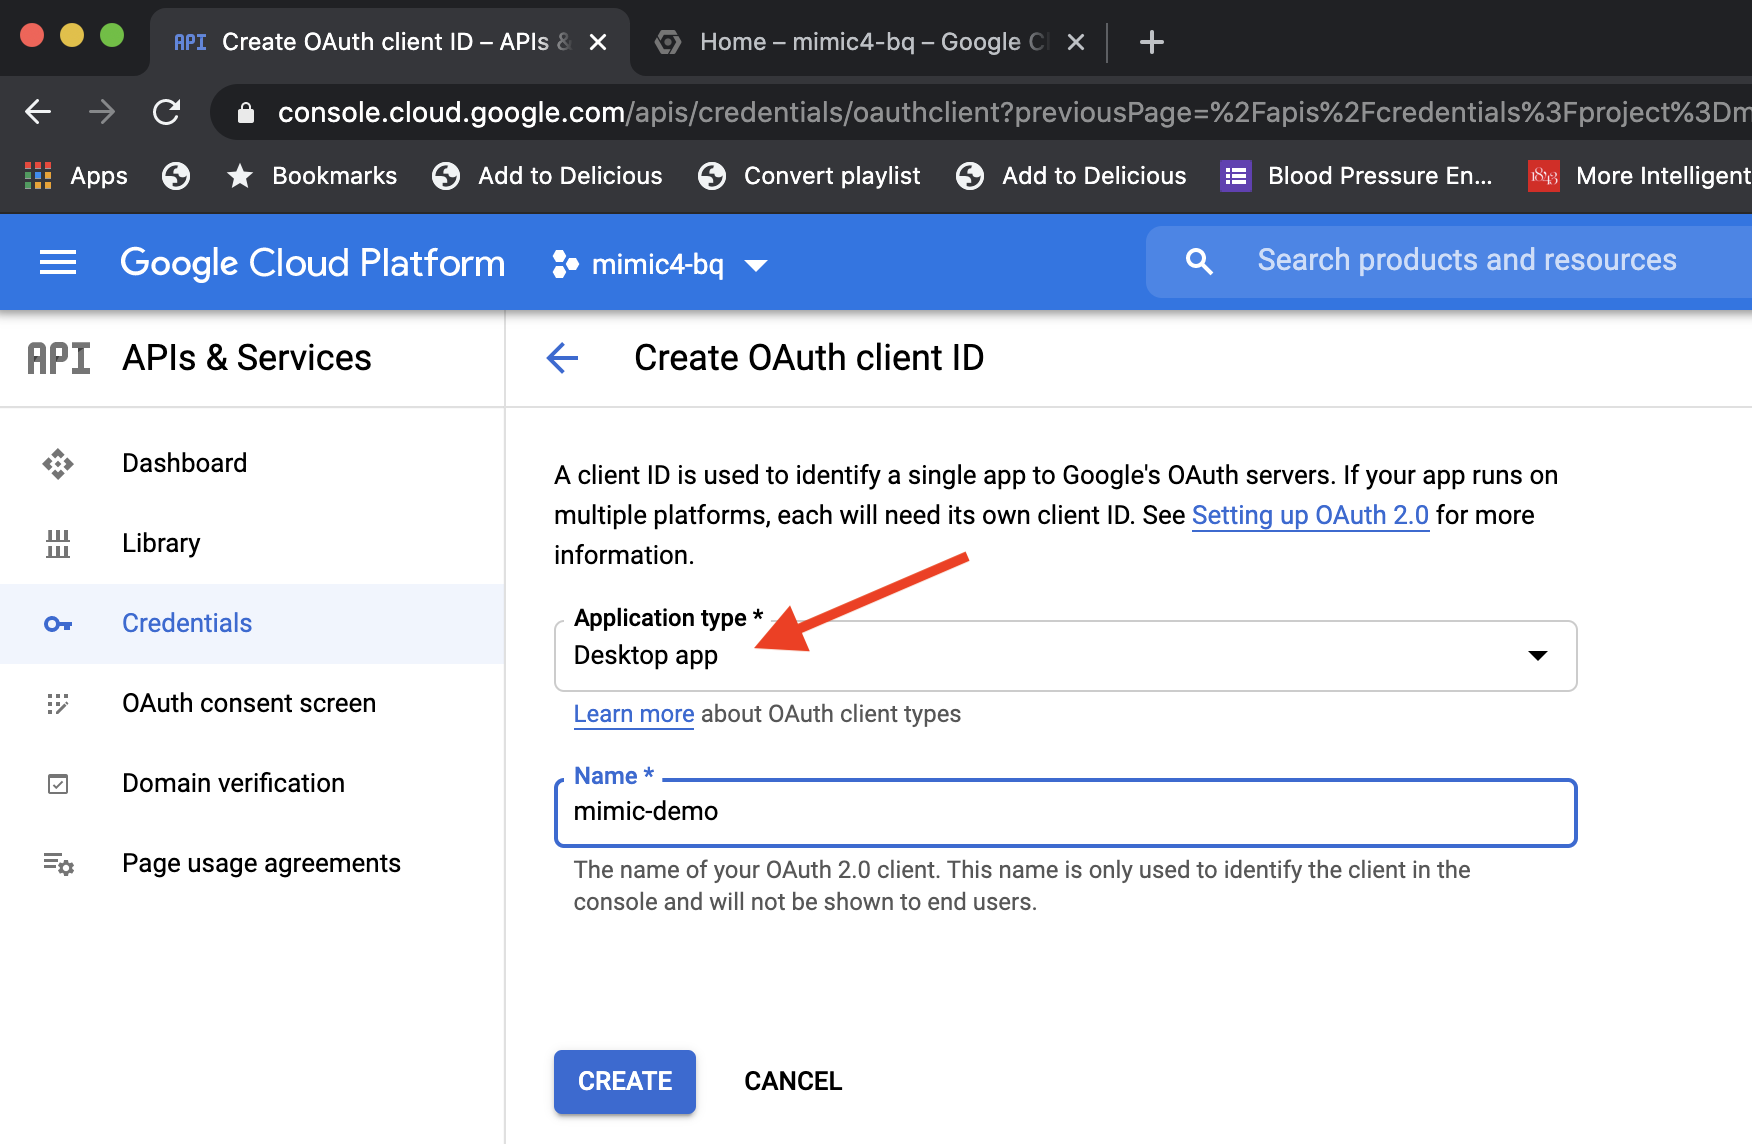 API Create OAuth client ID – APIs &
Home – mimic4-bq – Google Cl
console.cloud.google.com/apis/credentials/oauthclient?previousPage=%2Fapis%2Fcredentials%3Fproject%3Dm
Apps
Bookmarks
Add to Delicious
Convert playlist
Add to Delicious
Blood Pressure En...
1843 More Intelligent
Google Cloud Platform
mimic4-bq
Search products and resources
API APIs & Services
Create OAuth client ID
Dashboard
Library
Credentials
OAuth consent screen
Domain verification
Page usage agreements
A client ID is used to identify a single app to Google's OAuth servers. If your app runs on
multiple platforms, each will need its own client ID. See Setting up OAuth 2.0 for more
information.
Application type *
Desktop app
Learn more about OAuth client types
Name *
mimic-demo
The name of your OAuth 2.0 client. This name is only used to identify the client in the
console and will not be shown to end users.
CREATE
CANCEL